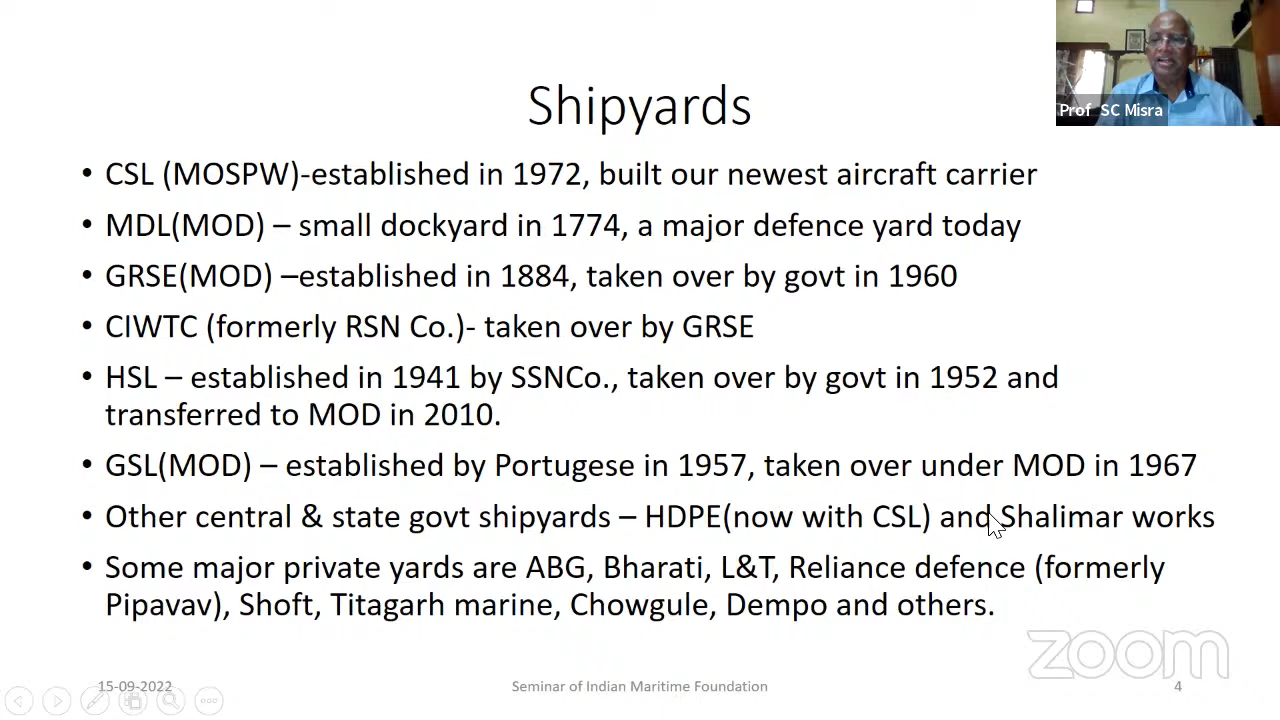 Prof SC Misra
Shipyards
• CSL (MOSPW)-established in 1972, built our newest aircraft carrier
• MDL(MOD) – small dockyard in 1774, a major defence yard today
• GRSE(MOD) –established in 1884, taken over by govt in 1960
• CIWTC (formerly RSN Co.)- taken over by GRSE
• HSL – established in 1941 by SSNCo., taken over by govt in 1952 and
transferred to MOD in 2010.
• GSL(MOD) – established by Portugese in 1957, taken over under MOD in 1967
• Other central & state govt shipyards – HDPE(now with CSL) and Shalimar works
• Some major private yards are ABG, Bharati, L&T, Reliance defence (formerly
Pipavav), Shoft, Titagarh marine, Chowgule, Dempo and others.
zoom
15-09-2022
Seminar of Indian Maritime Foundation
4